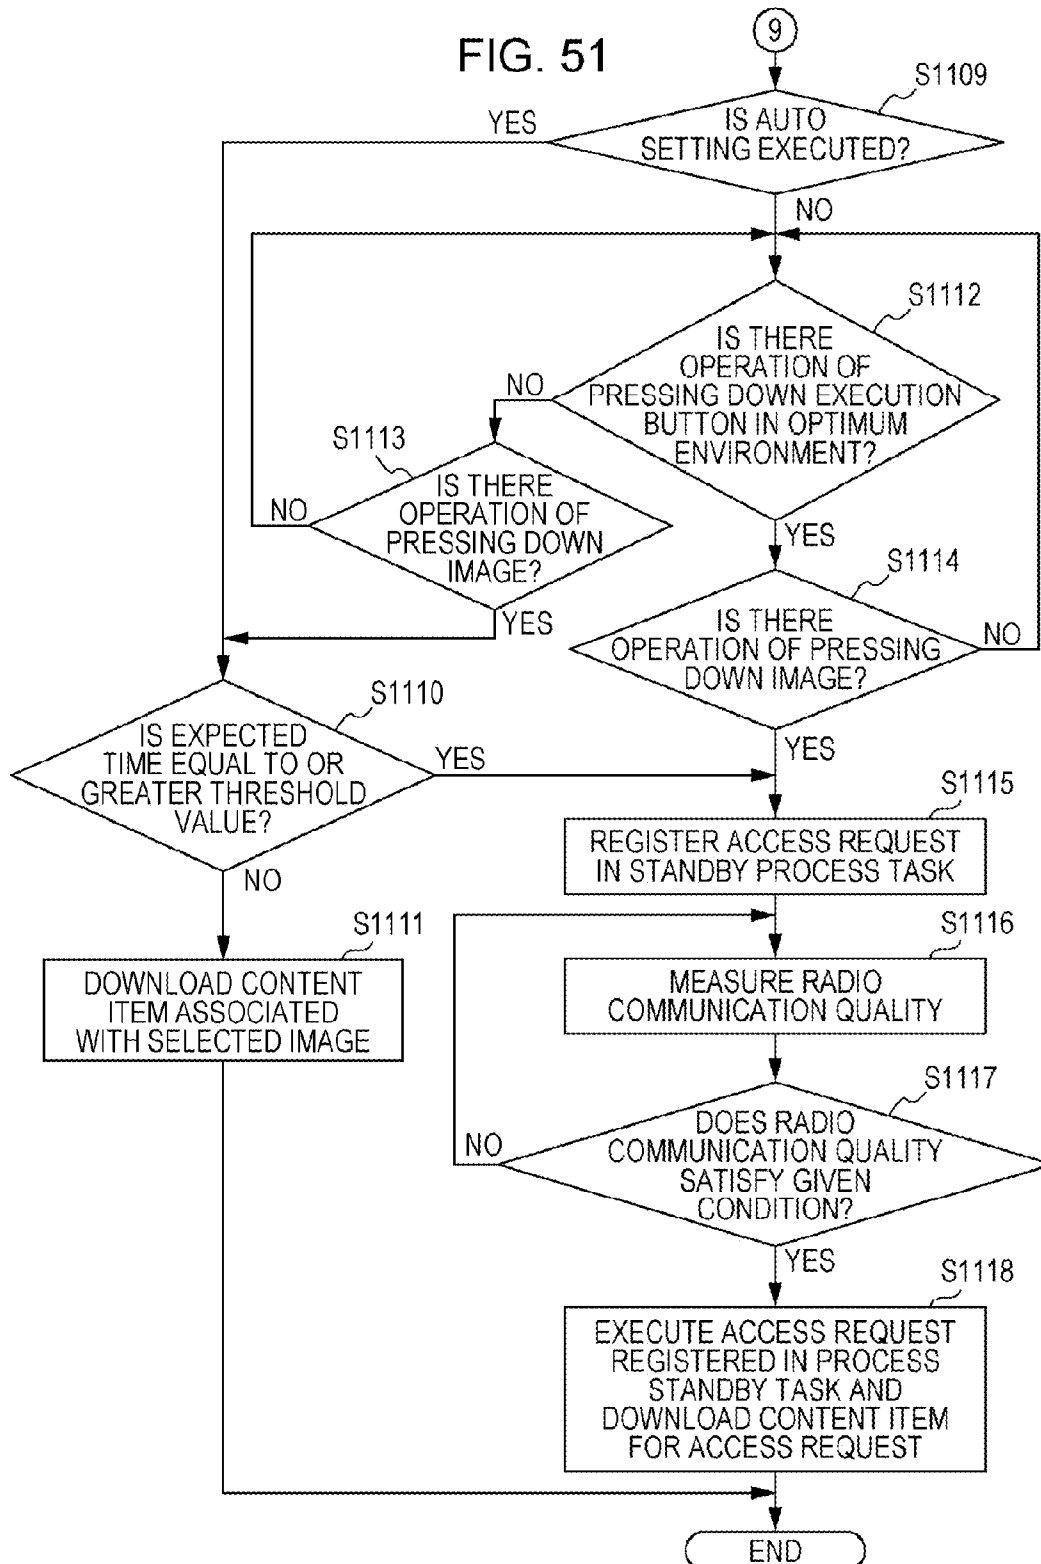 FIG. 51
9
S1109
IS AUTO
SETTING EXECUTED?
YES
NO
S1112
IS THERE
OPERATION OF
PRESSING DOWN EXECUTION
BUTTON IN OPTIMUM
ENVIRONMENT?
NO
YES
S1113
IS THERE
OPERATION OF
PRESSING DOWN
IMAGE?
NO
YES
S1114
IS THERE
OPERATION OF PRESSING
DOWN IMAGE?
NO
YES
S1110
IS EXPECTED
TIME EQUAL TO OR
GREATER THRESHOLD
VALUE?
YES
NO
S1115
REGISTER ACCESS REQUEST
IN STANDBY PROCESS TASK
S1111
DOWNLOAD CONTENT
ITEM ASSOCIATED
WITH SELECTED IMAGE
S1116
MEASURE RADIO
COMMUNICATION QUALITY
S1117
DOES RADIO
COMMUNICATION QUALITY
SATISFY GIVEN
CONDITION?
NO
YES
S1118
EXECUTE ACCESS REQUEST
REGISTERED IN PROCESS
STANDBY TASK AND
DOWNLOAD CONTENT ITEM
FOR ACCESS REQUEST
END